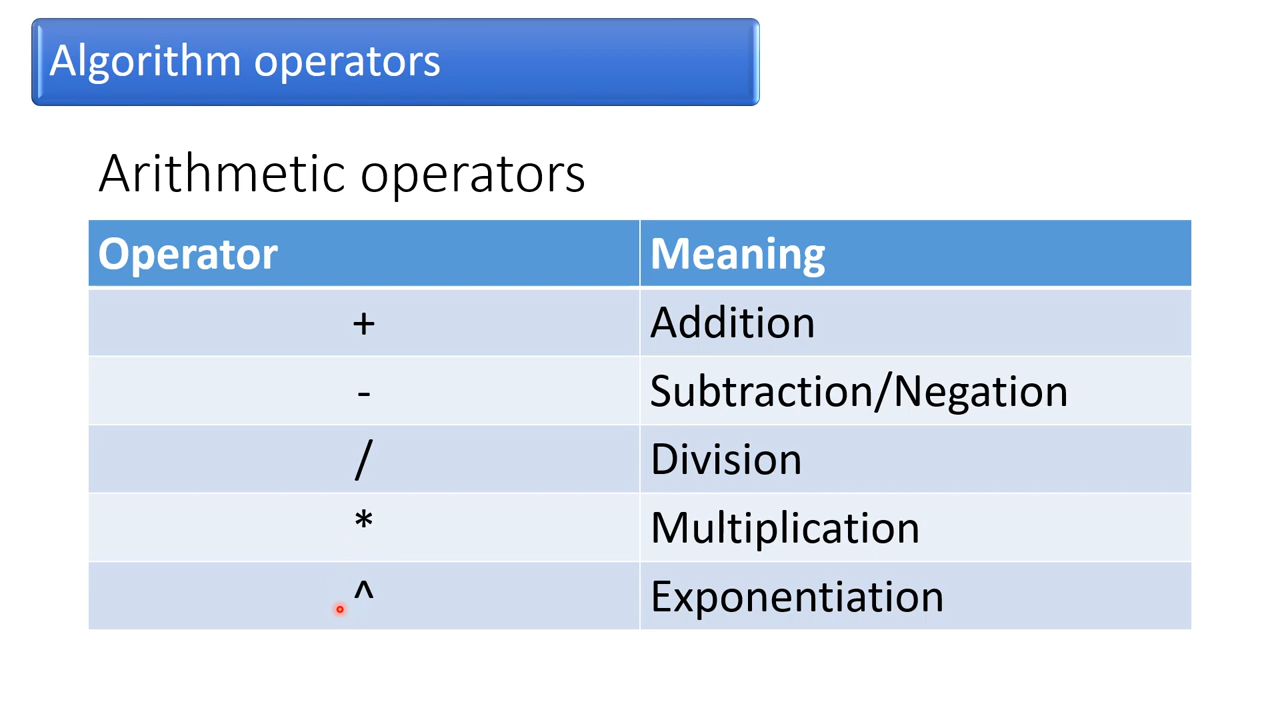 Algorithm operators
Arithmetic operators
Operator Meaning
+ Addition
- Subtraction/Negation
/ Division
* Multiplication
^ Exponentiation